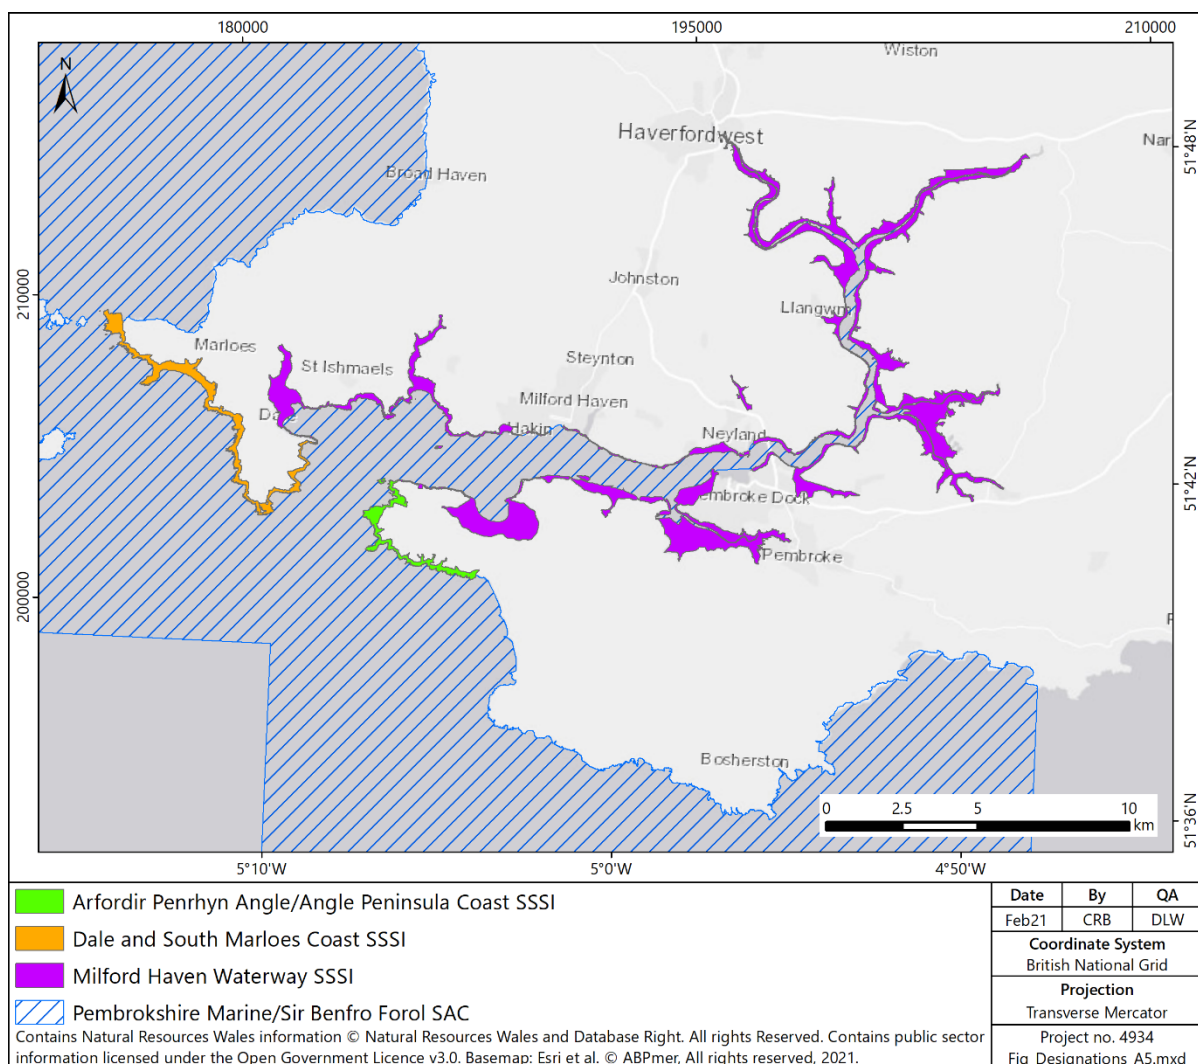 180000
195000
210000
N
Wiston
Haverfordwest
Nar
51°48'N
Broad Haven
Johnston
210000
Llangwm
Marloes
St Ishmaels
Steynton
Milford Haven
Dale
Hakin
Neyland
51°42'N
embroke Dock
Pembroke
200000
Bosherston
0 2.5 5 10
km
51°36'N
5°10'W
5°0'W
4°50'W
Arfordir Penrhyn Angle/Angle Peninsula Coast SSSI
Dale and South Marloes Coast SSSI
Milford Haven Waterway SSSI
Pembrokshire Marine/Sir Benfro Forol SAC
Contains Natural Resources Wales information © Natural Resources Wales and Database Right. All rights Reserved. Contains public sector
information licensed under the Open Government Licence v3.0. Basemap: Esri et al. © ABPmer, All rights reserved, 2021.
Date By QA
Feb21 CRB DLW
Coordinate System
British National Grid
Projection
Transverse Mercator
Project no. 4934
Fig_Designations_A5.mxd